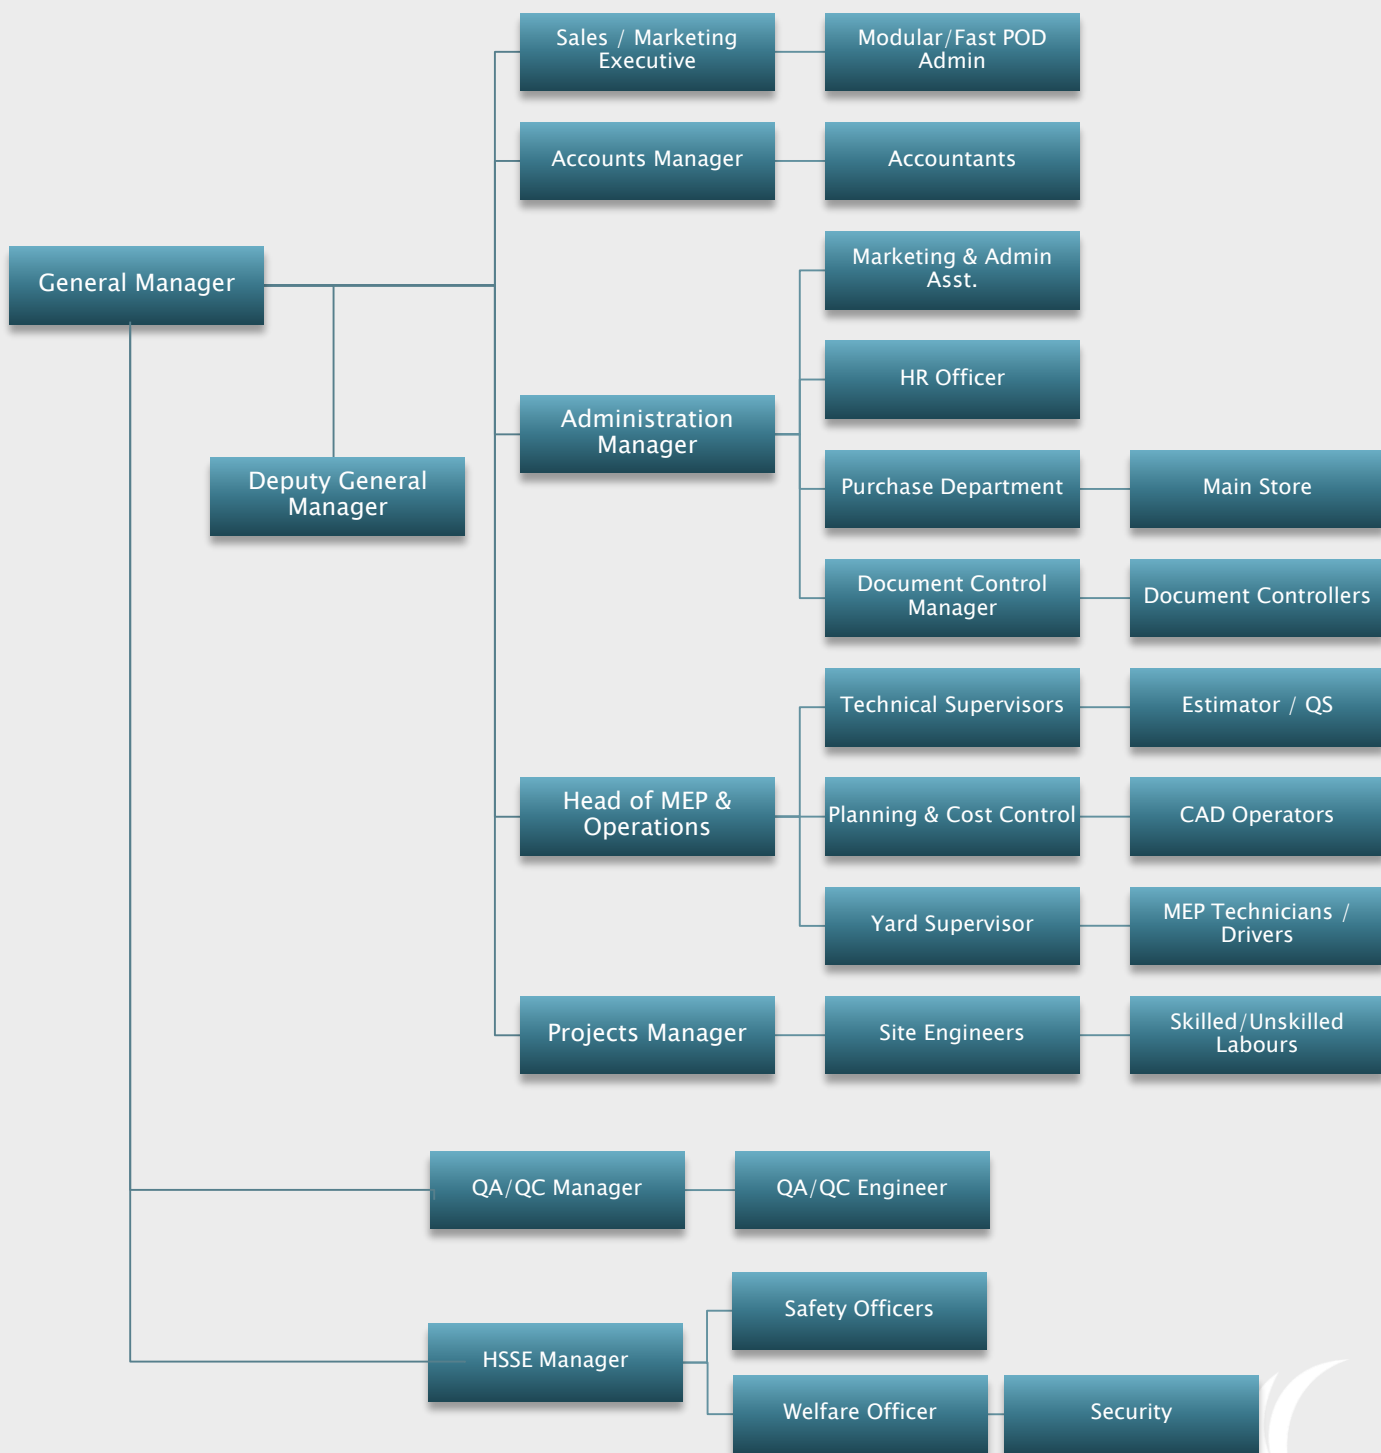 Sales / Marketing
Executive
Modular/Fast POD
Admin
Accounts Manager
Accountants
General Manager
Marketing & Admin
Asst.
HR Officer
Administration
Manager
Deputy General
Manager
Purchase Department
Main Store
Document Control
Manager
Document Controllers
Technical Supervisors
Estimator / QS
Head of MEP &
Operations
Planning & Cost Control
CAD Operators
Yard Supervisor
MEP Technicians /
Drivers
Projects Manager
Site Engineers
Skilled/Unskilled
Labours
QA/QC Manager
QA/QC Engineer
Safety Officers
HSSE Manager
Welfare Officer
Security